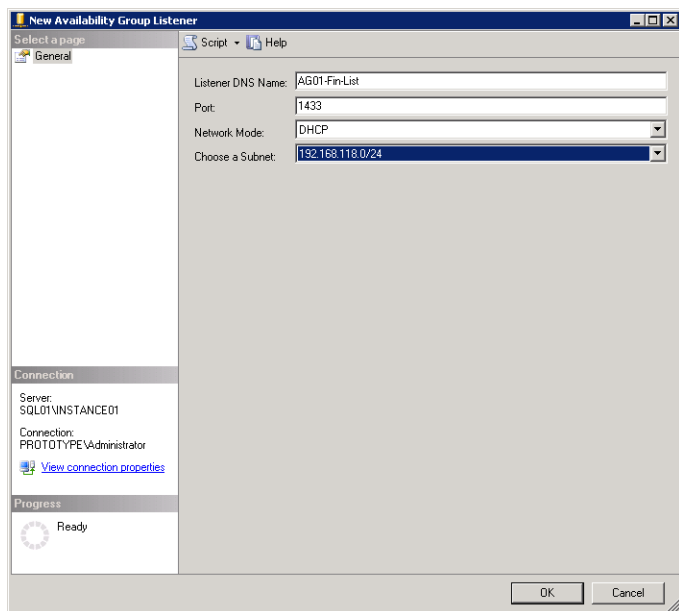 New Availability Group Listener
Select a page
General
Script
Help
Listener DNS Name: AG01-Fin-List
Port: 1433
Network Mode: DHCP
Choose a Subnet: 192.168.118.0/24
Connection
Server:
SQL01\INSTANCE01
Connection:
PROTOTYPE\Administrator
View connection properties
Progress
Ready
OK
Cancel